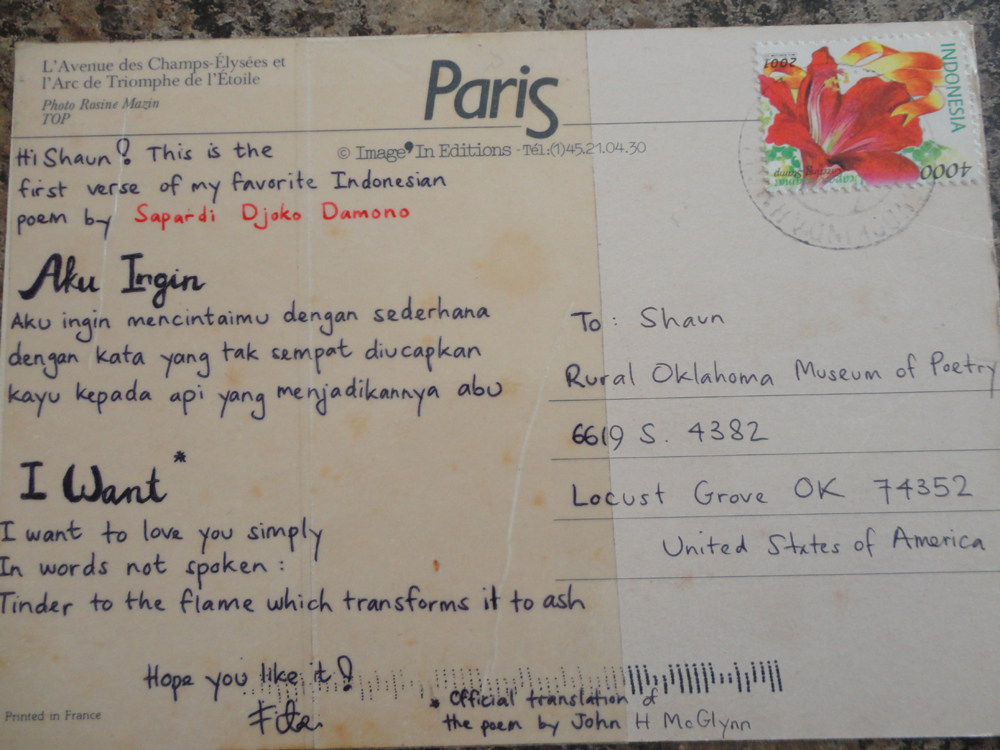 L'Avenue des Champs-Élysées et
l'Arc de Triomphe de l'Étoile
Photo Rosine Mazin
TOP
Paris
© Image'In Editions · Tél:(1)45.21.04.30
INDONESIA
2001
4000
Hi Shaun! This is the
first verse of my favorite Indonesian
poem by Sapardi Djoko Damono
Aku Ingin
Aku ingin mencintaimu dengan sederhana
dengan kata yang tak sempat diucapkan
kayu kepada api yang menjadikannya abu
I Want*
I want to love you simply
In words not spoken:
Tinder to the flame which transforms it to ash
Hope you like it!
Fita
* Official translation of
the poem by John H McGlynn
To: Shaun
Rural Oklahoma Museum of Poetry
6619 S. 4382
Locust Grove OK 74352
United States of America
Printed in France